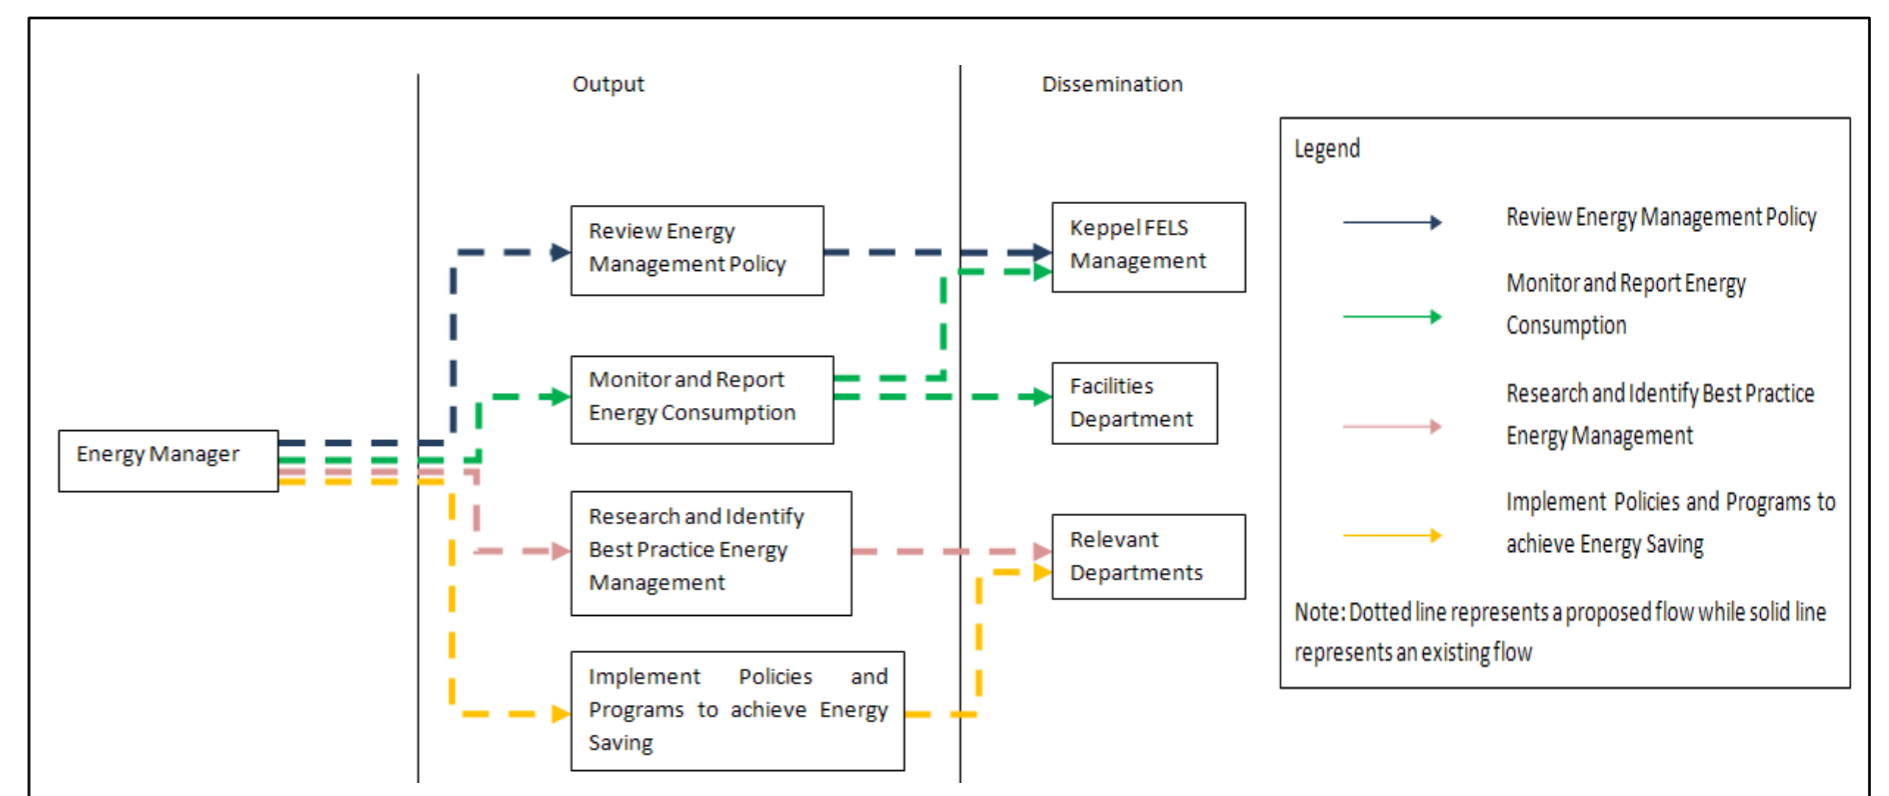 Output
Dissemination
Energy Manager
Review Energy
Management Policy
Monitor and Report
Energy Consumption
Research and Identify
Best Practice Energy
Management
Implement Policies and
Programs to achieve Energy
Saving
Keppel FELS
Management
Facilities
Department
Relevant
Departments
Legend
Review Energy Management Policy
Monitor and Report Energy
Consumption
Research and Identify Best Practice
Energy Management
Implement Policies and Programs to
achieve Energy Saving
Note: Dotted line represents a proposed flow while solid line
represents an existing flow